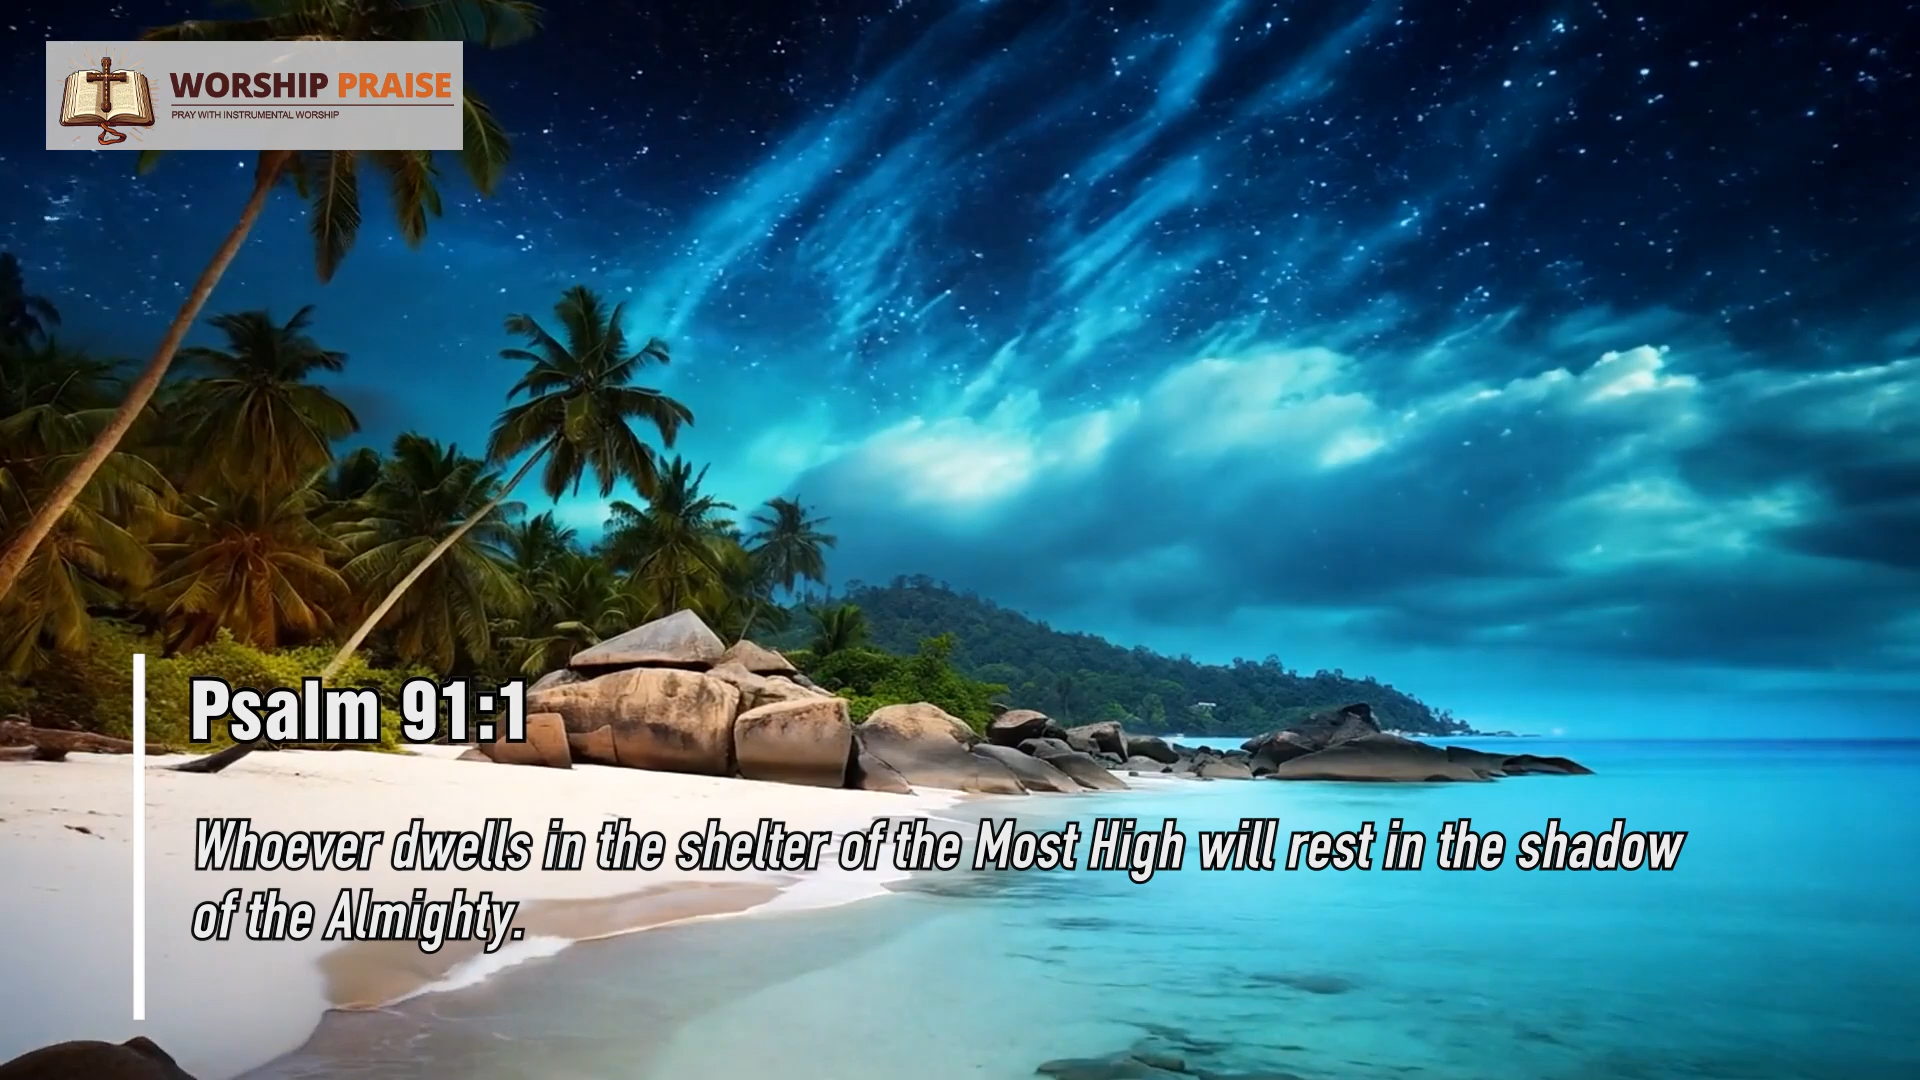 WORSHIP PRAISE
PRAY WITH INSTRUMENTAL WORSHIP
Psalm 91:1
Whoever dwells in the shelter of the Most High will rest in the shadow
of the Almighty.